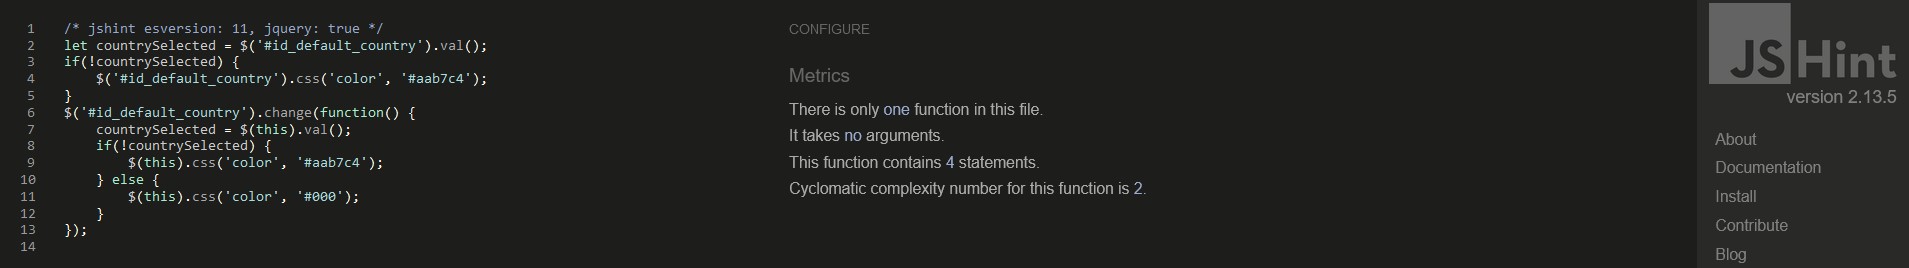 1 /* jshint esversion: 11, jquery: true */
2 let countrySelected = $('#id_default_country').val();
3 if(!countrySelected) {
4     $('#id_default_country').css('color', '#aab7c4');
5 }
6 $('#id_default_country').change(function() {
7     countrySelected = $(this).val();
8     if(!countrySelected) {
9         $(this).css('color', '#aab7c4');
10     } else {
11         $(this).css('color', '#000');
12     }
13 });
14
CONFIGURE
Metrics
There is only one function in this file.
It takes no arguments.
This function contains 4 statements.
Cyclomatic complexity number for this function is 2.
JSHint
version 2.13.5
About
Documentation
Install
Contribute
Blog